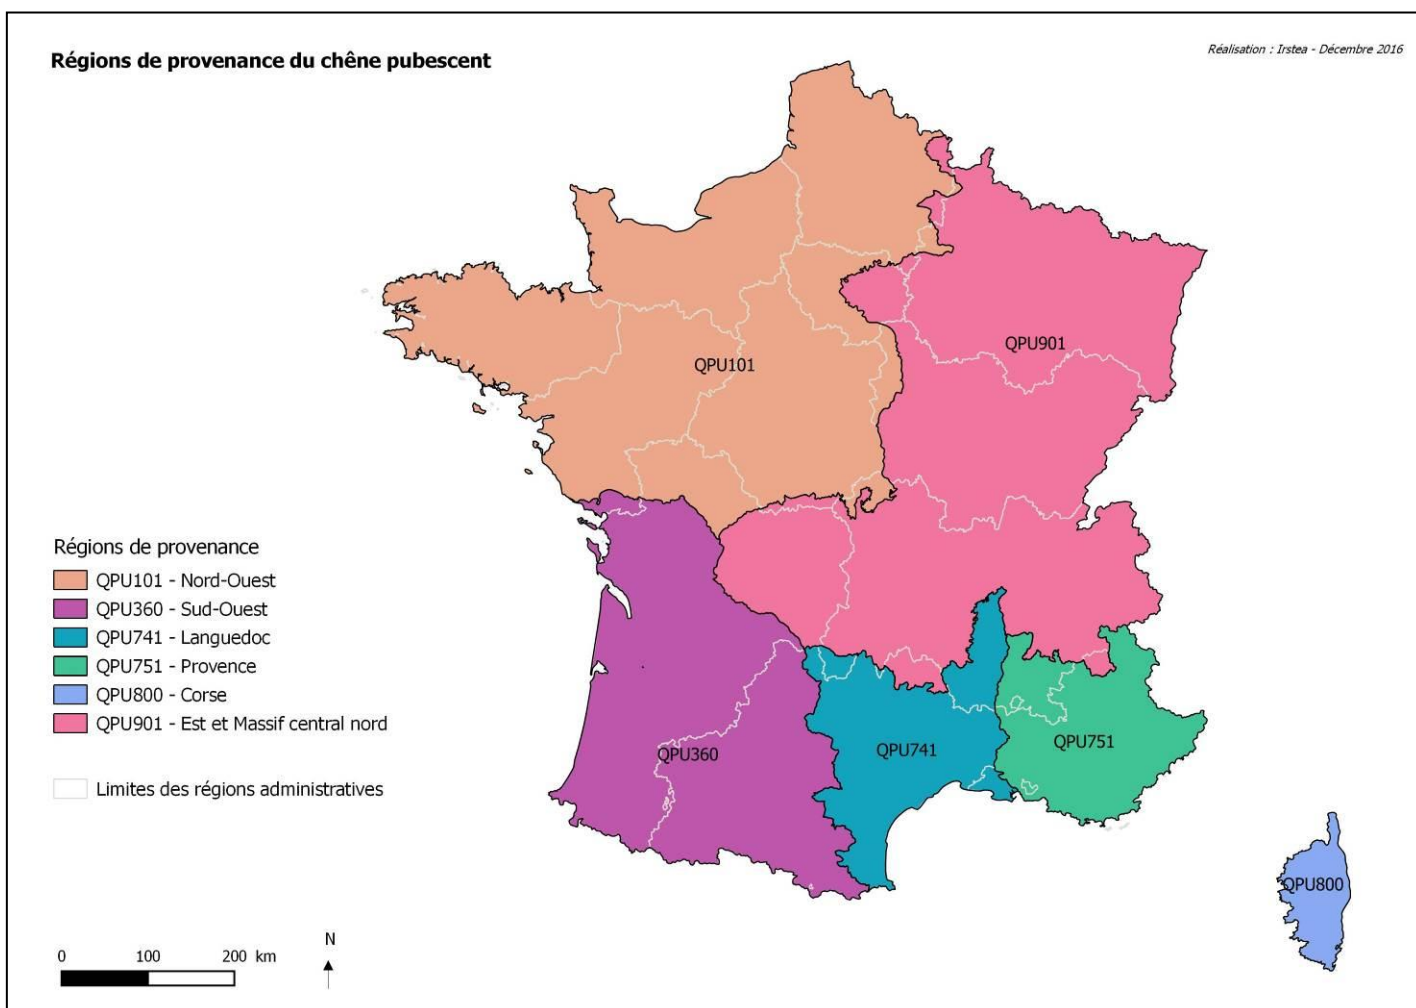 Régions de provenance du chêne pubescent
Réalisation : Irstea - Décembre 2016
QPU901
QPU101
Régions de provenance
QPU101 - Nord-Ouest
QPU360 - Sud-Ouest
QPU741 - Languedoc
QPU751 - Provence
QPU800 - Corse
QPU901 - Est et Massif central nord
Limites des régions administratives
QPU360
QPU741
QPU751
QPU800
0 100 200 km
N